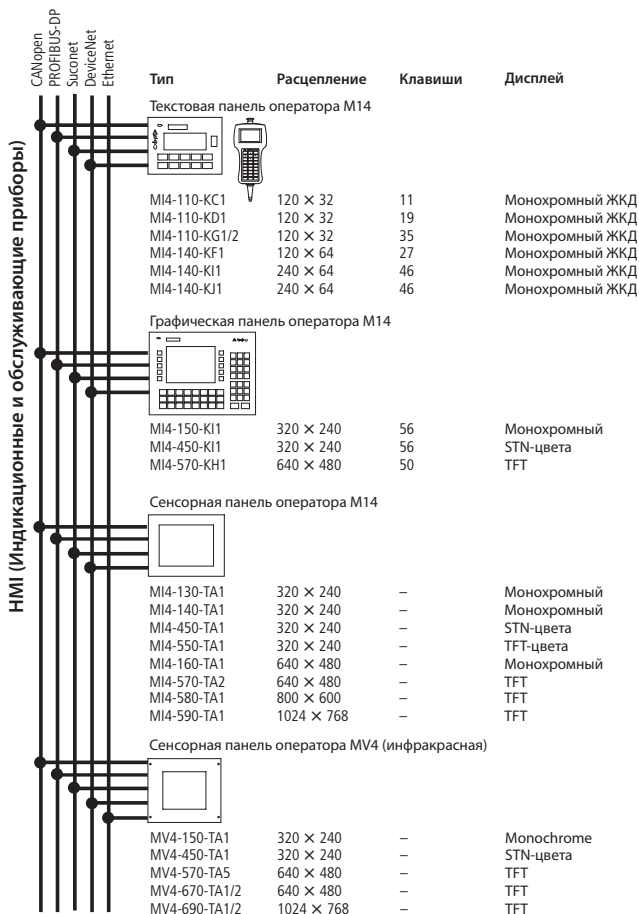 CANopen
PROFIBUS-DP
Suconet
DeviceNet
Ethernet
HMI (Индикационные и обслуживающие приборы)
Тип Расцепление Клавиши Дисплей
Текстовая панель оператора M14
MI4-110-KC1 120 × 32 11 Монохромный ЖКД
MI4-110-KD1 120 × 32 19 Монохромный ЖКД
MI4-110-KG1/2 120 × 32 35 Монохромный ЖКД
MI4-140-KF1 120 × 64 27 Монохромный ЖКД
MI4-140-KI1 240 × 64 46 Монохромный ЖКД
MI4-140-KJ1 240 × 64 46 Монохромный ЖКД
Графическая панель оператора M14
MI4-150-KI1 320 × 240 56 Монохромный
MI4-450-KI1 320 × 240 56 STN-цвета
MI4-570-KH1 640 × 480 50 TFT
Сенсорная панель оператора M14
MI4-130-TA1 320 × 240 – Монохромный
MI4-140-TA1 320 × 240 – Монохромный
MI4-450-TA1 320 × 240 – STN-цвета
MI4-550-TA1 320 × 240 – TFT-цвета
MI4-160-TA1 640 × 480 – Монохромный
MI4-570-TA2 640 × 480 – TFT
MI4-580-TA1 800 × 600 – TFT
MI4-590-TA1 1024 × 768 – TFT
Сенсорная панель оператора MV4 (инфракрасная)
MV4-150-TA1 320 × 240 – Monochrome
MV4-450-TA1 320 × 240 – STN-цвета
MV4-570-TA5 640 × 480 – TFT
MV4-670-TA1/2 640 × 480 – TFT
MV4-690-TA1/2 1024 × 768 – TFT